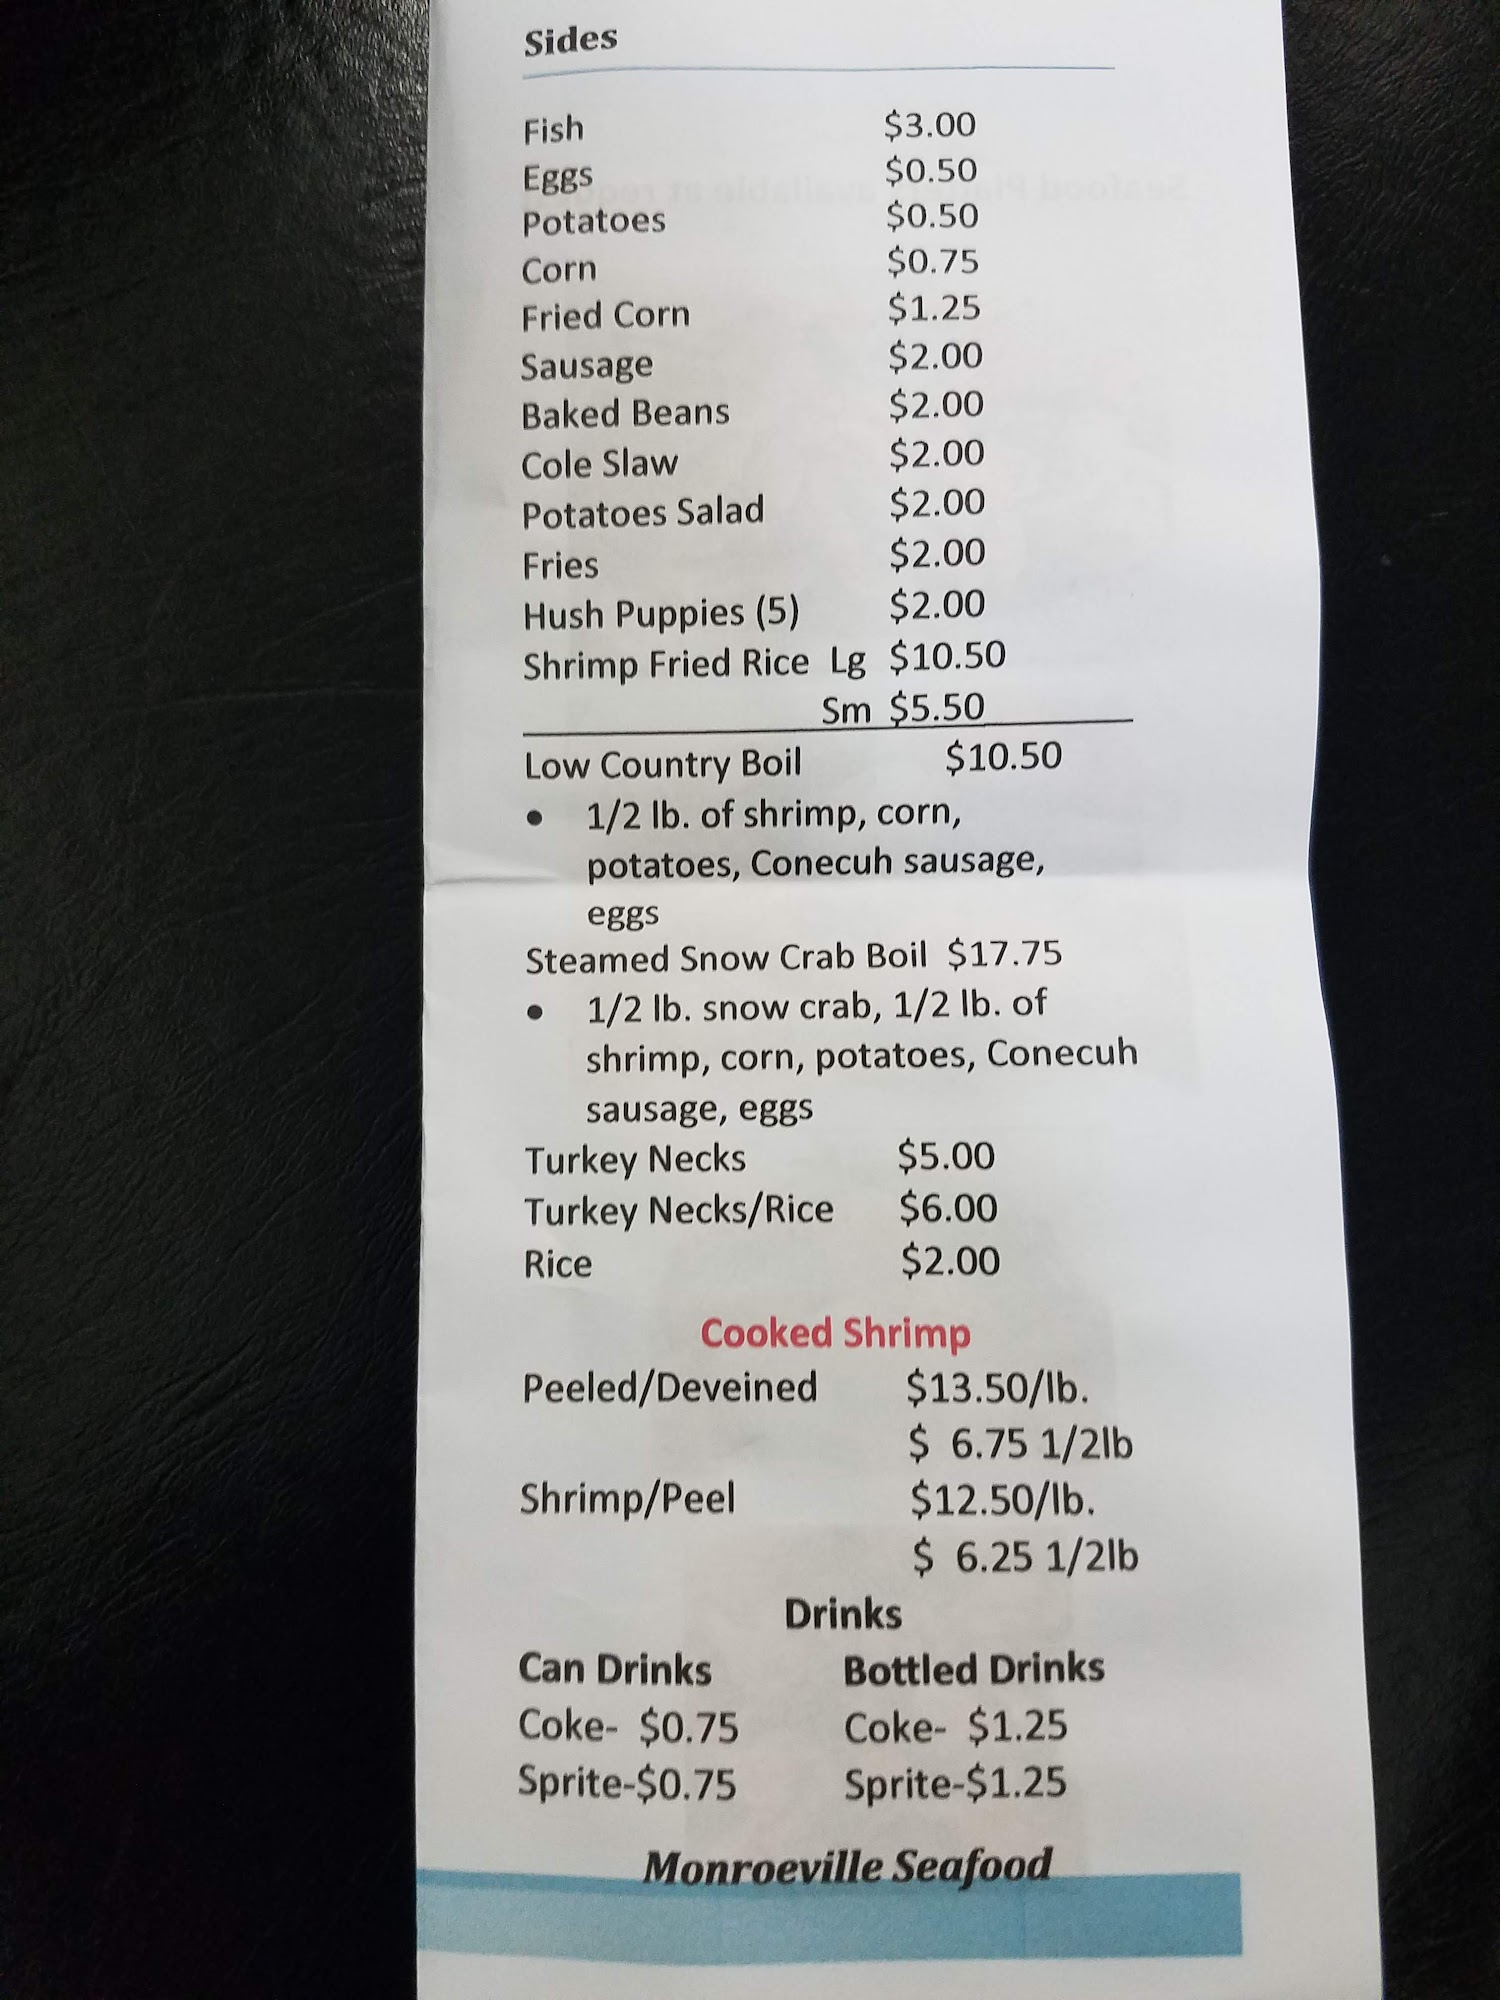 Sides
Fish $3.00
Eggs $0.50
Potatoes $0.50
Corn $0.75
Fried Corn $1.25
Sausage $2.00
Baked Beans $2.00
Cole Slaw $2.00
Potatoes Salad $2.00
Fries $2.00
Hush Puppies (5) $2.00
Shrimp Fried Rice Lg $10.50
Sm $5.50
Low Country Boil $10.50
• 1/2 lb. of shrimp, corn,
potatoes, Conecuh sausage,
eggs
Steamed Snow Crab Boil $17.75
• 1/2 lb. snow crab, 1/2 lb. of
shrimp, corn, potatoes, Conecuh
sausage, eggs
Turkey Necks $5.00
Turkey Necks/Rice $6.00
Rice $2.00
Cooked Shrimp
Peeled/Deveined $13.50/lb.
$ 6.75 1/2lb
Shrimp/Peel $12.50/lb.
$ 6.25 1/2lb
Drinks
Can Drinks Bottled Drinks
Coke- $0.75 Coke- $1.25
Sprite-$0.75 Sprite-$1.25
Monroeville Seafood